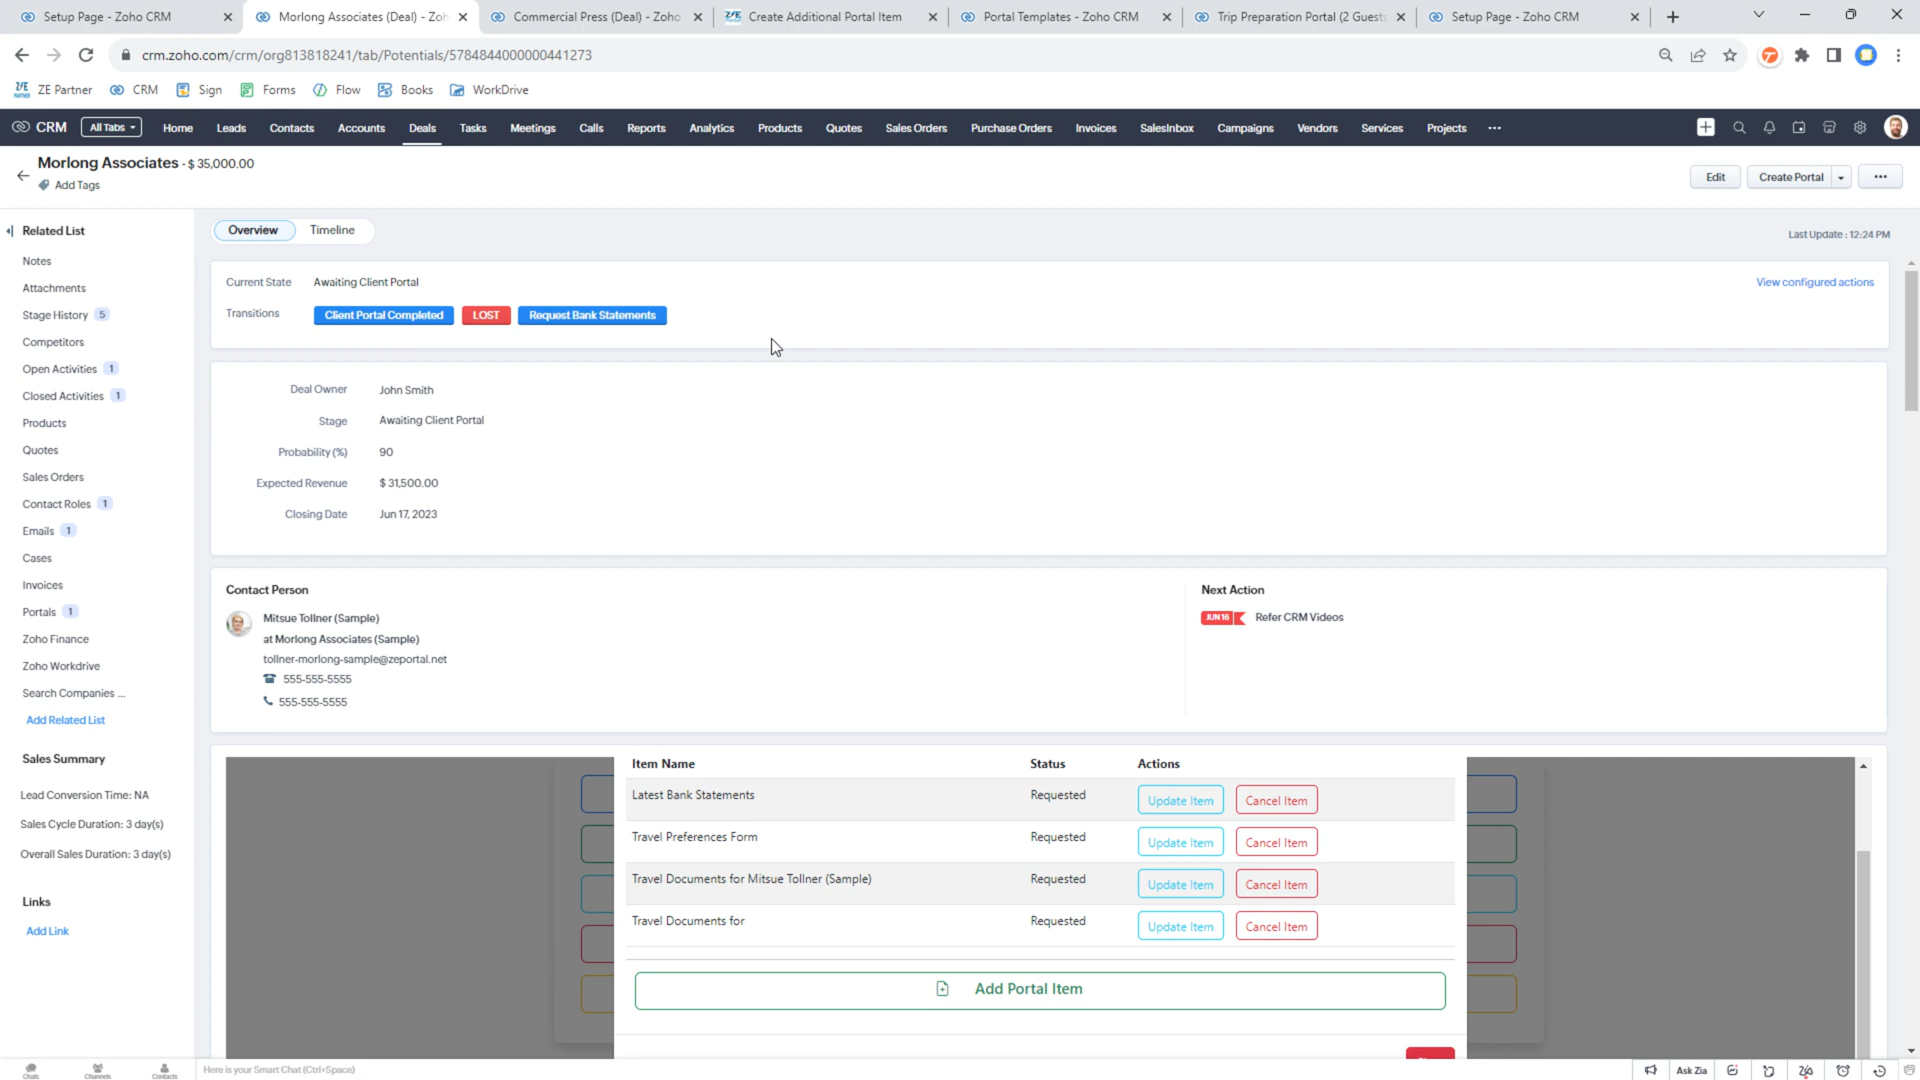 Setup Page - Zoho CRM
Morlong Associates (Deal) - Zoh
Commercial Press (Deal) - Zoho
Create Additional Portal Item
Portal Templates - Zoho CRM
Trip Preparation Portal (2 Guests
Setup Page - Zoho CRM
crm.zoho.com/crm/org813818241/tab/Potentials/5784844000000441273
ZE Partner
CRM
Sign
Forms
Flow
Books
WorkDrive
CRM
All Tabs
Home
Leads
Contacts
Accounts
Deals
Tasks
Meetings
Calls
Reports
Analytics
Products
Quotes
Sales Orders
Purchase Orders
Invoices
SalesInbox
Campaigns
Vendors
Services
Projects
Morlong Associates - $ 35,000.00
Add Tags
Edit
Create Portal
Related List
Notes
Attachments
Stage History 5
Competitors
Open Activities 1
Closed Activities 1
Products
Quotes
Sales Orders
Contact Roles 1
Emails 1
Cases
Invoices
Portals 1
Zoho Finance
Zoho Workdrive
Search Companies ...
Add Related List
Sales Summary
Lead Conversion Time: NA
Sales Cycle Duration: 3 day(s)
Overall Sales Duration: 3 day(s)
Links
Add Link
Overview
Timeline
Last Update : 12:24 PM
Current State
Awaiting Client Portal
View configured actions
Transitions
Client Portal Completed
LOST
Request Bank Statements
Deal Owner
John Smith
Stage
Awaiting Client Portal
Probability (%)
90
Expected Revenue
$ 31,500.00
Closing Date
Jun 17, 2023
Contact Person
Mitsue Tollner (Sample)
at Morlong Associates (Sample)
tollner-morlong-sample@zeportal.net
555-555-5555
555-555-5555
Next Action
JUN 16
Refer CRM Videos
Item Name
Status
Actions
Latest Bank Statements
Requested
Update Item
Cancel Item
Travel Preferences Form
Requested
Update Item
Cancel Item
Travel Documents for Mitsue Tollner (Sample)
Requested
Update Item
Cancel Item
Travel Documents for
Requested
Update Item
Cancel Item
Add Portal Item
Chats
Channels
Contacts
Here is your Smart Chat (Ctrl+Space)
Ask Zia